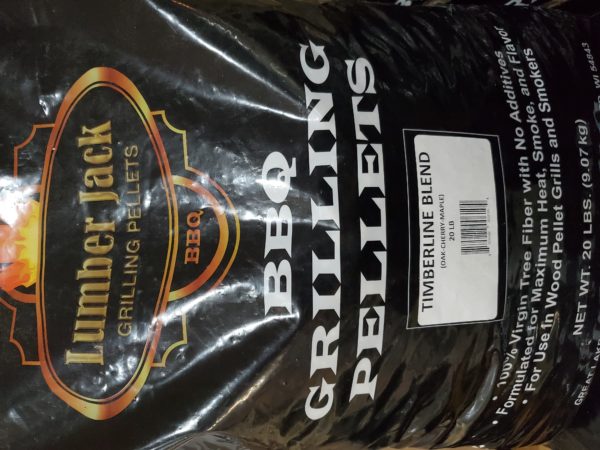 Lumber Jack
GRILLING PELLETS
BBQ
BBQ
GRILLING
PELLETS
TIMBERLINE BLEND
(OAK-CHERRY-MAPLE)
20 LB
• 100% Virgin Tree Fiber with No Additives
• Formulated for Maximum Heat, Smoke, and Flavor
• For Use in Wood Pellet Grills and Smokers
NET WT. 20 LBS. (9.07 kg)
WI 54843